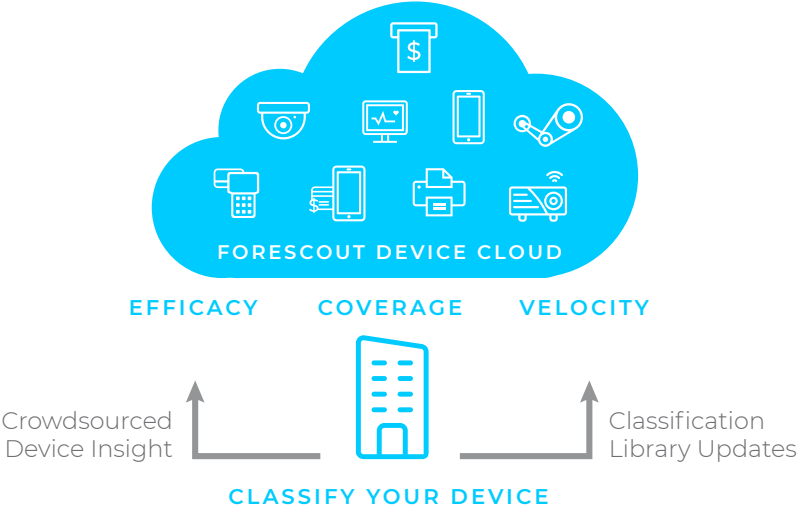 $
$
FORESCOUT DEVICE CLOUD
EFFICACY COVERAGE VELOCITY
Crowdsourced
Device Insight
Classification
Library Updates
CLASSIFY YOUR DEVICE